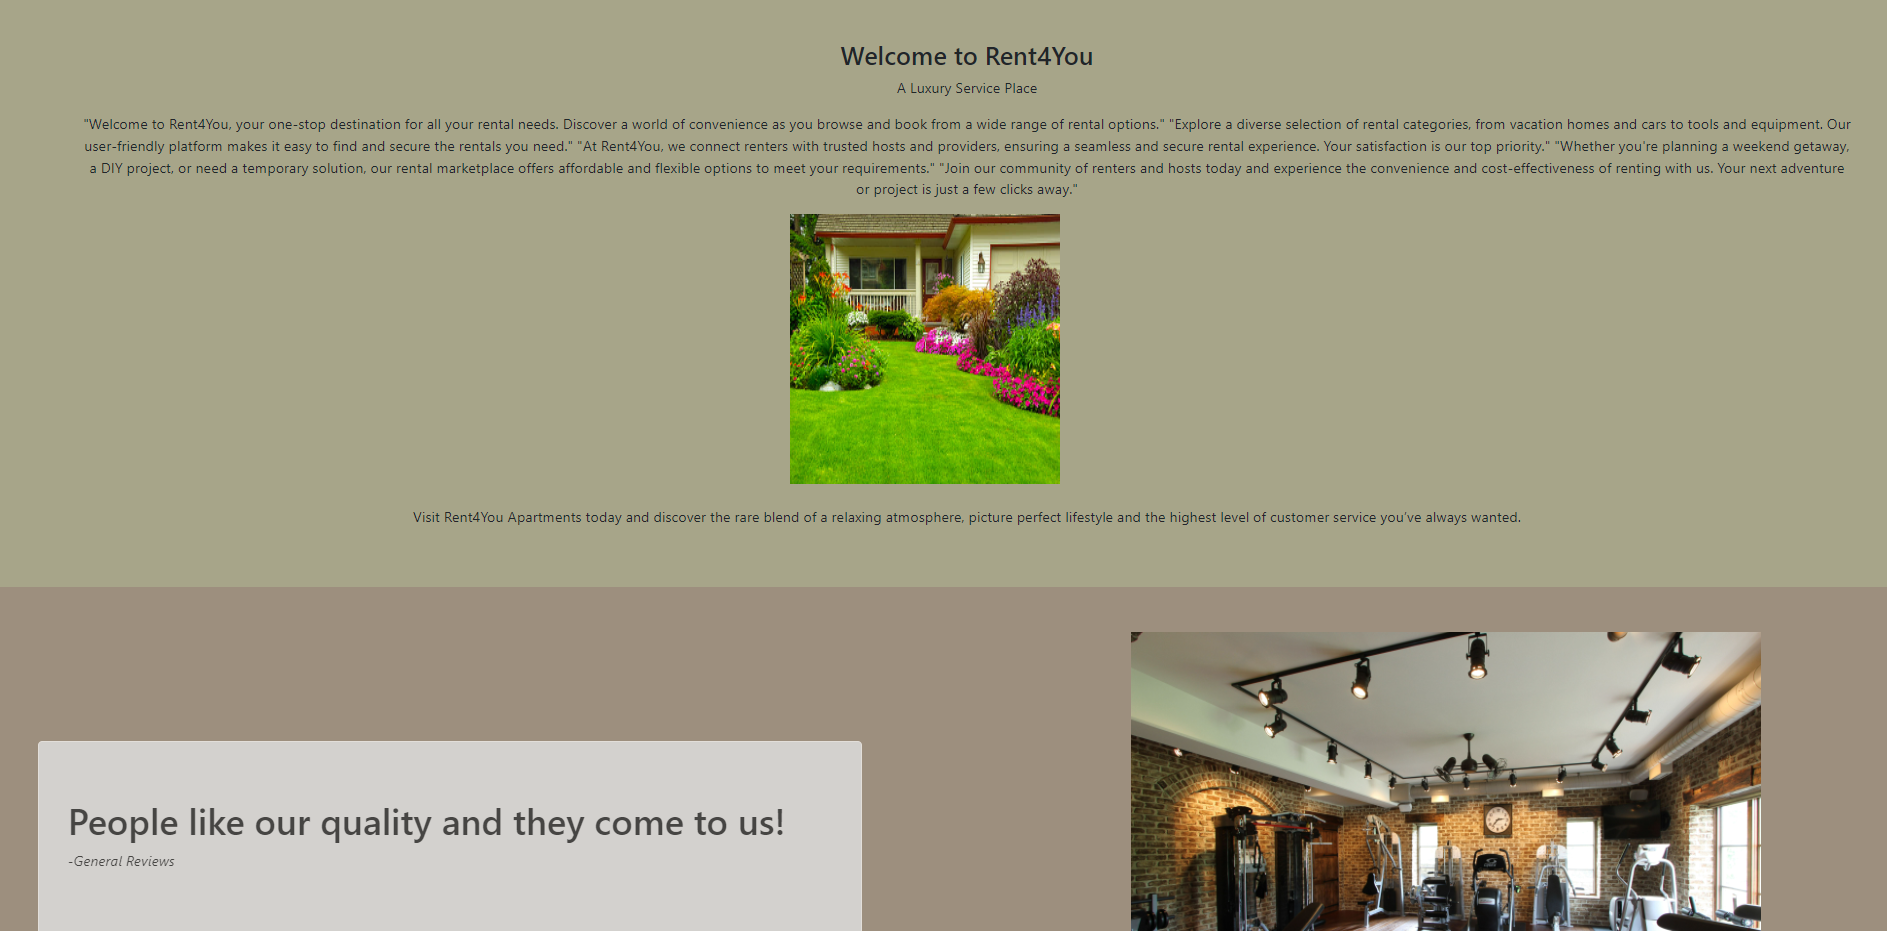 Welcome to Rent4You
A Luxury Service Place
"Welcome to Rent4You, your one-stop destination for all your rental needs. Discover a world of convenience as you browse and book from a wide range of rental options." "Explore a diverse selection of rental categories, from vacation homes and cars to tools and equipment. Our
user-friendly platform makes it easy to find and secure the rentals you need." "At Rent4You, we connect renters with trusted hosts and providers, ensuring a seamless and secure rental experience. Your satisfaction is our top priority." "Whether you're planning a weekend getaway,
a DIY project, or need a temporary solution, our rental marketplace offers affordable and flexible options to meet your requirements." "Join our community of renters and hosts today and experience the convenience and cost-effectiveness of renting with us. Your next adventure
or project is just a few clicks away."
Visit Rent4You Apartments today and discover the rare blend of a relaxing atmosphere, picture perfect lifestyle and the highest level of customer service you've always wanted.
People like our quality and they come to us!
-General Reviews